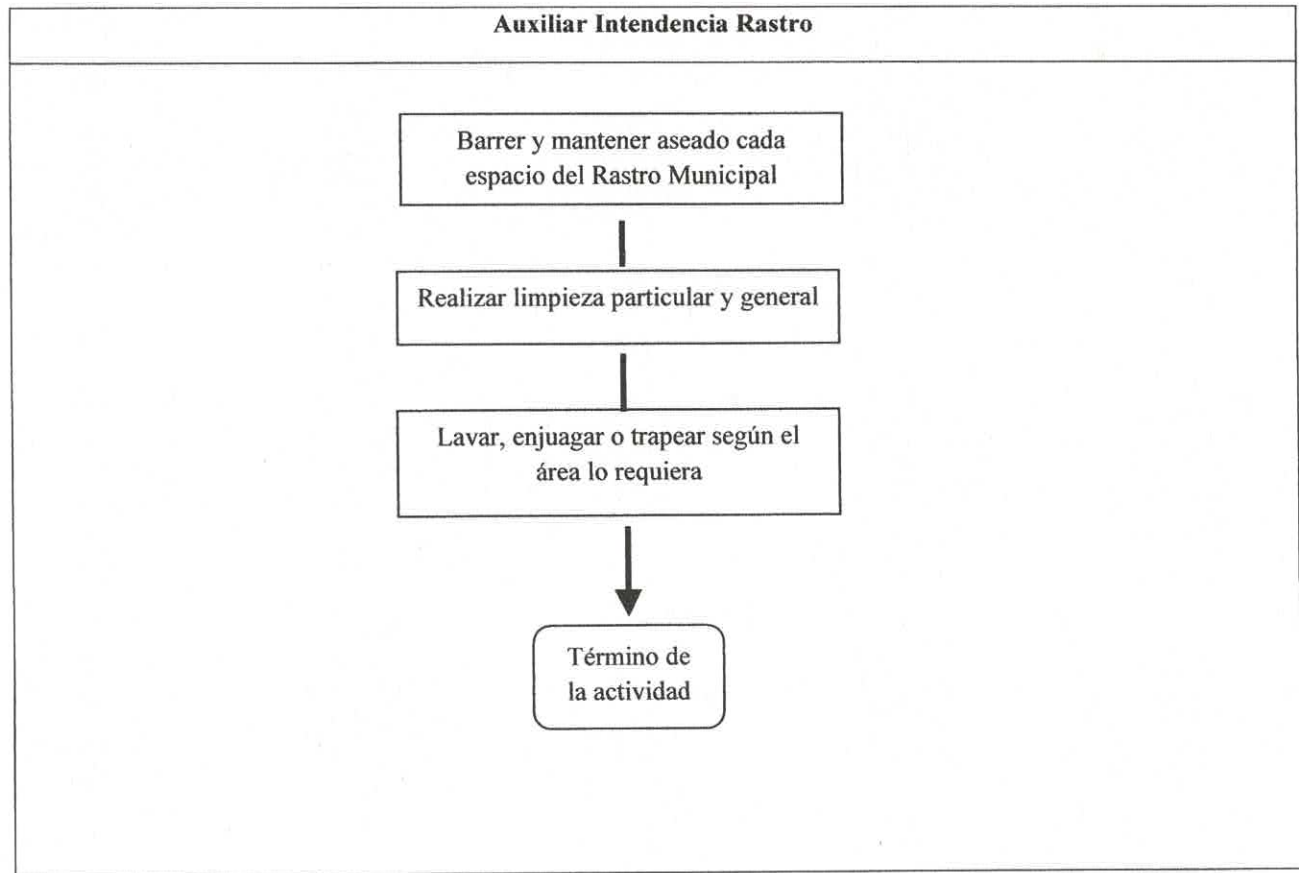 Auxiliar Intendencia Rastro
Barrer y mantener aseado cada
espacio del Rastro Municipal
Realizar limpieza particular y general
Lavar, enjuagar o trapear según el
área lo requiera
Término de
la actividad